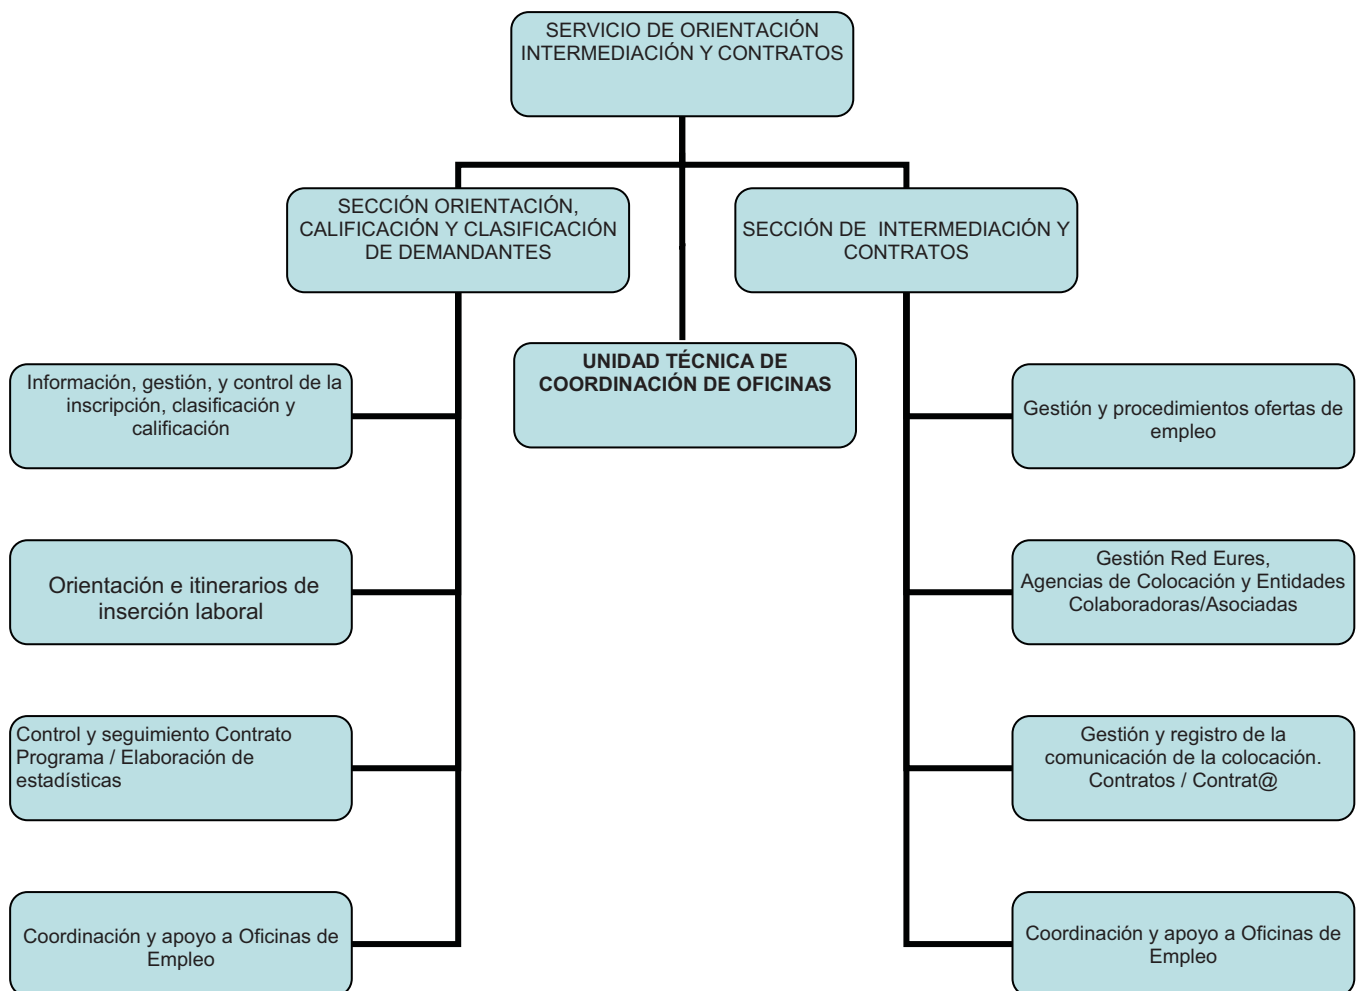 SERVICIO DE ORIENTACIÓN
INTERMEDIACIÓN Y CONTRATOS
SECCIÓN ORIENTACIÓN,
CALIFICACIÓN Y CLASIFICACIÓN
DE DEMANDANTES
SECCIÓN DE INTERMEDIACIÓN Y
CONTRATOS
UNIDAD TÉCNICA DE
COORDINACIÓN DE OFICINAS
Información, gestión, y control de la
inscripción, clasificación y
calificación
Gestión y procedimientos ofertas de
empleo
Orientación e itinerarios de
inserción laboral
Gestión Red Eures,
Agencias de Colocación y Entidades
Colaboradoras/Asociadas
Control y seguimiento Contrato
Programa / Elaboración de
estadísticas
Gestión y registro de la
comunicación de la colocación.
Contratos / Contrat@
Coordinación y apoyo a Oficinas de
Empleo
Coordinación y apoyo a Oficinas de
Empleo